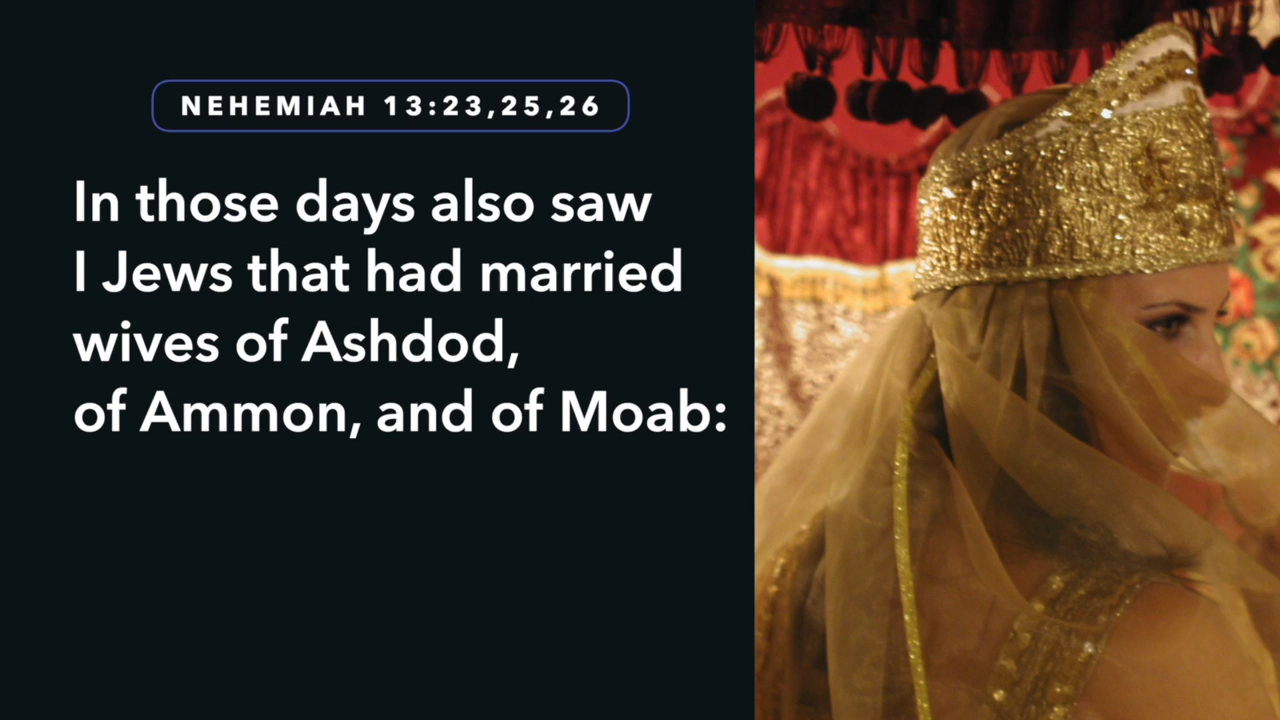 NEHEMIAH 13:23,25,26
In those days also saw
I Jews that had married
wives of Ashdod,
of Ammon, and of Moab: